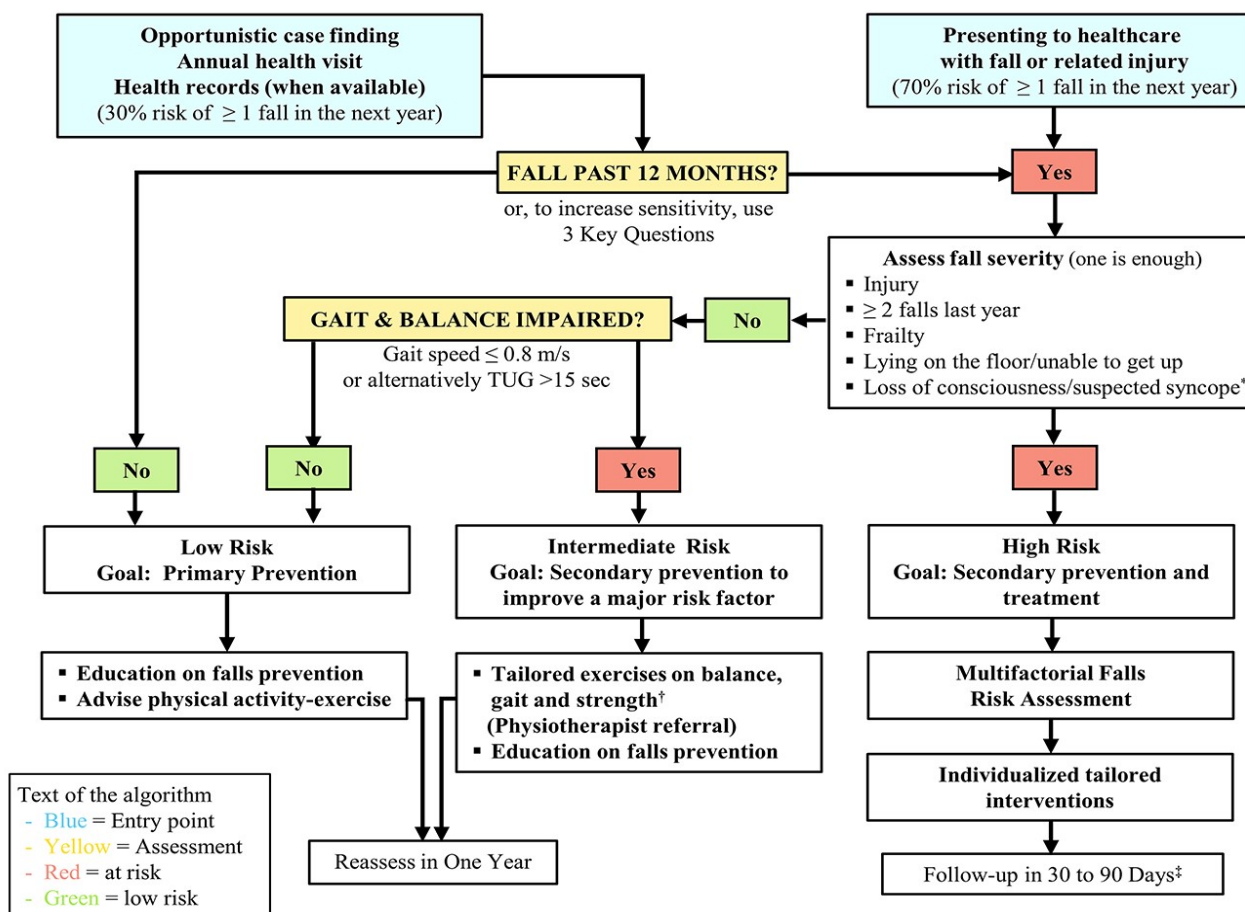 Opportunistic case finding
Annual health visit
Health records (when available)
(30% risk of ≥ 1 fall in the next year)
Presenting to healthcare
with fall or related injury
(70% risk of ≥ 1 fall in the next year)
FALL PAST 12 MONTHS?
or, to increase sensitivity, use
3 Key Questions
Yes
Assess fall severity (one is enough)
▪ Injury
▪ ≥ 2 falls last year
▪ Frailty
▪ Lying on the floor/unable to get up
▪ Loss of consciousness/suspected syncope*
No
GAIT & BALANCE IMPAIRED?
Gait speed ≤ 0.8 m/s
or alternatively TUG >15 sec
No
No
Yes
Yes
Low Risk
Goal: Primary Prevention
Intermediate Risk
Goal: Secondary prevention to
improve a major risk factor
High Risk
Goal: Secondary prevention and
treatment
▪ Education on falls prevention
▪ Advise physical activity-exercise
▪ Tailored exercises on balance,
gait and strength†
(Physiotherapist referral)
▪ Education on falls prevention
Multifactorial Falls
Risk Assessment
Individualized tailored
interventions
Reassess in One Year
Follow-up in 30 to 90 Days‡
Text of the algorithm
- Blue = Entry point
- Yellow = Assessment
- Red = at risk
- Green = low risk